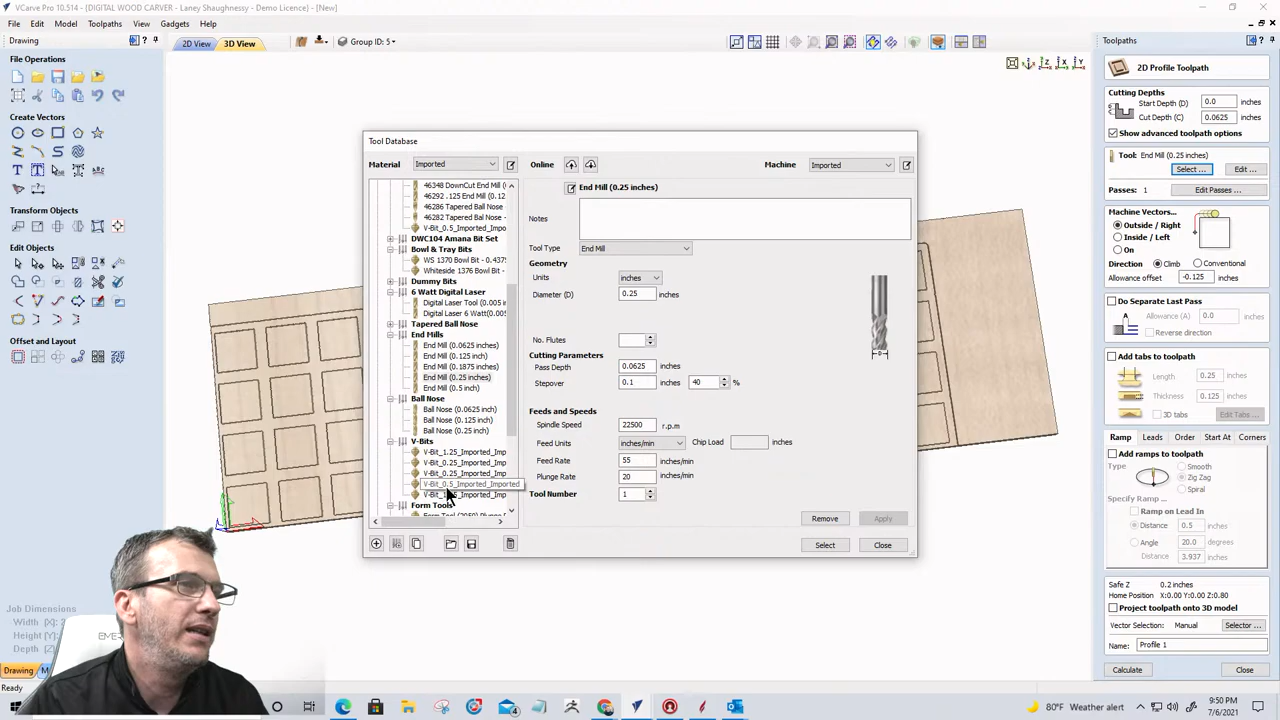 VCarve Pro 10.514 - {DIGITAL WOOD CARVER - Laney Shaughnessy - Demo Licence} - [New]
File Edit Model Toolpaths View Gadgets Help
Drawing
2D View 3D View Group ID: 5
File Operations
Create Vectors
Transform Objects
Edit Objects
Offset and Layout
Job Dimensions
Width (X):
Height (Y):
Depth (Z):
Drawing
Ready
Tool Database
Material Imported
Online
Machine Imported
46348 DownCut End Mill (0.
46292 .125 End Mill (0.12
46286 Tapered Ball Nose
46282 Tapered Ball Nose -
V-Bit_0.5_Imported_Impo
DWC104 Amana Bit Set
Bowl & Tray Bits
WS 1370 Bowl Bit - 0.4375
Whiteside 1376 Bowl Bit -
Dummy Bits
6 Watt Digital Laser
Digital Laser Tool (0.005 i
Digital Laser 6 Watt(0.005
Tapered Ball Nose
End Mills
End Mill (0.0625 inches)
End Mill (0.125 inch)
End Mill (0.1875 inches)
End Mill (0.25 inches)
End Mill (0.5 inch)
Ball Nose
Ball Nose (0.0625 inch)
Ball Nose (0.125 inch)
Ball Nose (0.25 inch)
V-Bits
V-Bit_1.25_Imported_Imp
V-Bit_0.25_Imported_Imp
V-Bit_0.25_Imported_Imp
V-Bit_0.5_Imported_Imported
Form Tools
End Mill (0.25 inches)
Notes
Tool Type End Mill
Geometry
Units inches
Diameter (D) 0.25 inches
No. Flutes
Cutting Parameters
Pass Depth 0.0625 inches
Stepover 0.1 inches 40 %
Feeds and Speeds
Spindle Speed 22500 r.p.m
Feed Units inches/min Chip Load inches
Feed Rate 55 inches/min
Plunge Rate 20 inches/min
Tool Number 1
Remove Apply
Select Close
D
Toolpaths
2D Profile Toolpath
Cutting Depths
Start Depth (D) 0.0 inches
Cut Depth (C) 0.0625 inches
Show advanced toolpath options
Tool: End Mill (0.25 inches)
Select ... Edit ...
Passes: 1 Edit Passes ...
Machine Vectors...
Outside / Right
Inside / Left
On
Direction Climb Conventional
Allowance offset -0.125 inches
Do Separate Last Pass
Allowance (A) 0.0 inches
Reverse direction
Add tabs to toolpath
Length 0.25 inches
Thickness 0.125 inches
3D tabs Edit Tabs ...
Ramp Leads Order Start At Corners
Add ramps to toolpath
Type Smooth
Zig Zag
Spiral
Ramp on Lead In
Distance 0.5 inches
Angle 20.0 degrees
Distance 3.937 inches
Safe Z 0.2 inches
Home Position X:0.00 Y:0.00 Z:0.80
Project toolpath onto 3D model
Vector Selection: Manual Selector ...
Name: Profile 1
Calculate Close
80°F Weather alert
9:50 PM
7/6/2021